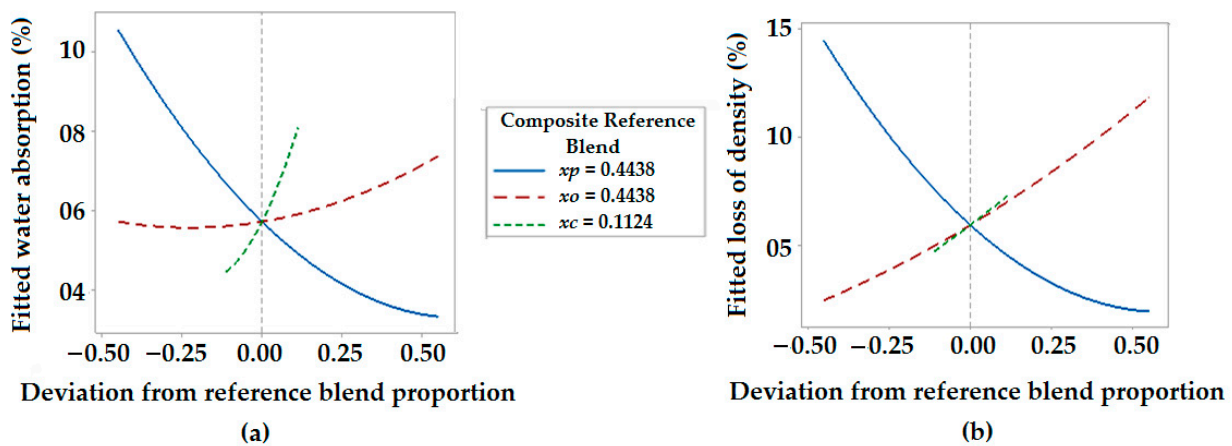 Fitted water absorption (%)
10
08
06
04
−0.50 −0.25 0.00 0.25 0.50
Deviation from reference blend proportion
(a)
Composite Reference
Blend
xp = 0.4438
xo = 0.4438
xc = 0.1124
Fitted loss of density (%)
15
10
05
−0.50 −0.25 0.00 0.25 0.50
Deviation from reference blend proportion
(b)